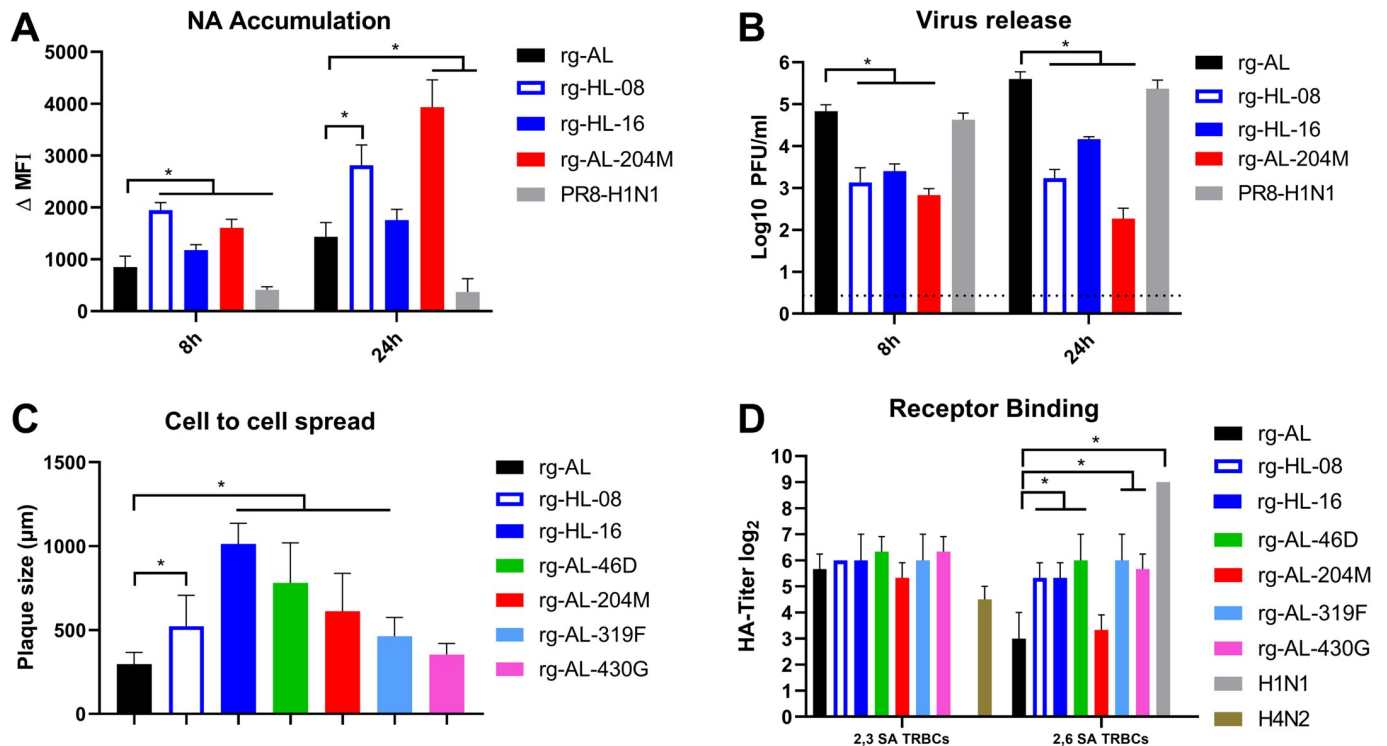 A
NA Accumulation
Δ MFI
5000
4000
3000
2000
1000
0
*
*
*
8h
24h
rg-AL
rg-HL-08
rg-HL-16
rg-AL-204M
PR8-H1N1
B
Virus release
Log10 PFU/ml
6
5
4
3
2
1
0
*
*
8h
24h
rg-AL
rg-HL-08
rg-HL-16
rg-AL-204M
PR8-H1N1
C
Cell to cell spread
Plaque size (µm)
1500
1000
500
0
*
*
rg-AL
rg-HL-08
rg-HL-16
rg-AL-46D
rg-AL-204M
rg-AL-319F
rg-AL-430G
D
Receptor Binding
HA-Titer log2
10
9
8
7
7
6
5
4
3
2
1
0
*
*
*
2,3 SA TRBCs
2,6 SA TRBCs
rg-AL
rg-HL-08
rg-HL-16
rg-AL-46D
rg-AL-204M
rg-AL-319F
rg-AL-430G
H1N1
H4N2